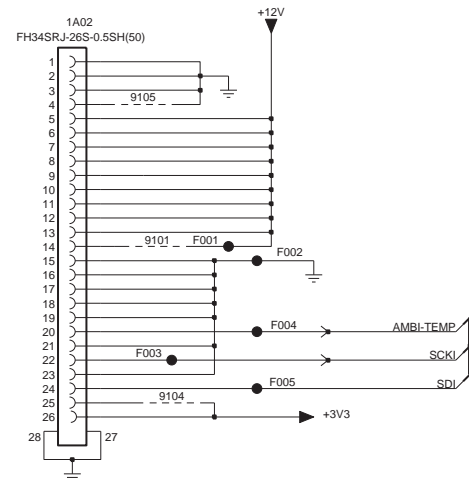 +12V
1A02
FH34SRJ-26S-0.5SH(50)
1
2
3
4 9105
5
6
7
8
9
10
11
12
13
14 9101 F001
15 F002
16
17
18
19
20 F004 AMBI-TEMP
21
22 F003 SCKI
23
24 F005 SDI
25 9104
26 +3V3
28 27